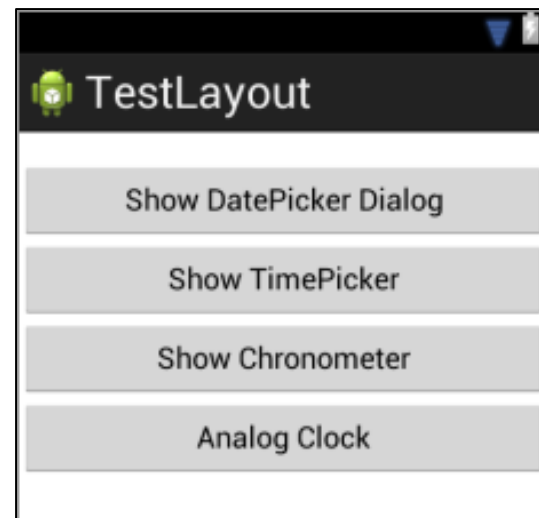 TestLayout
Show DatePicker Dialog
Show TimePicker
Show Chronometer
Analog Clock